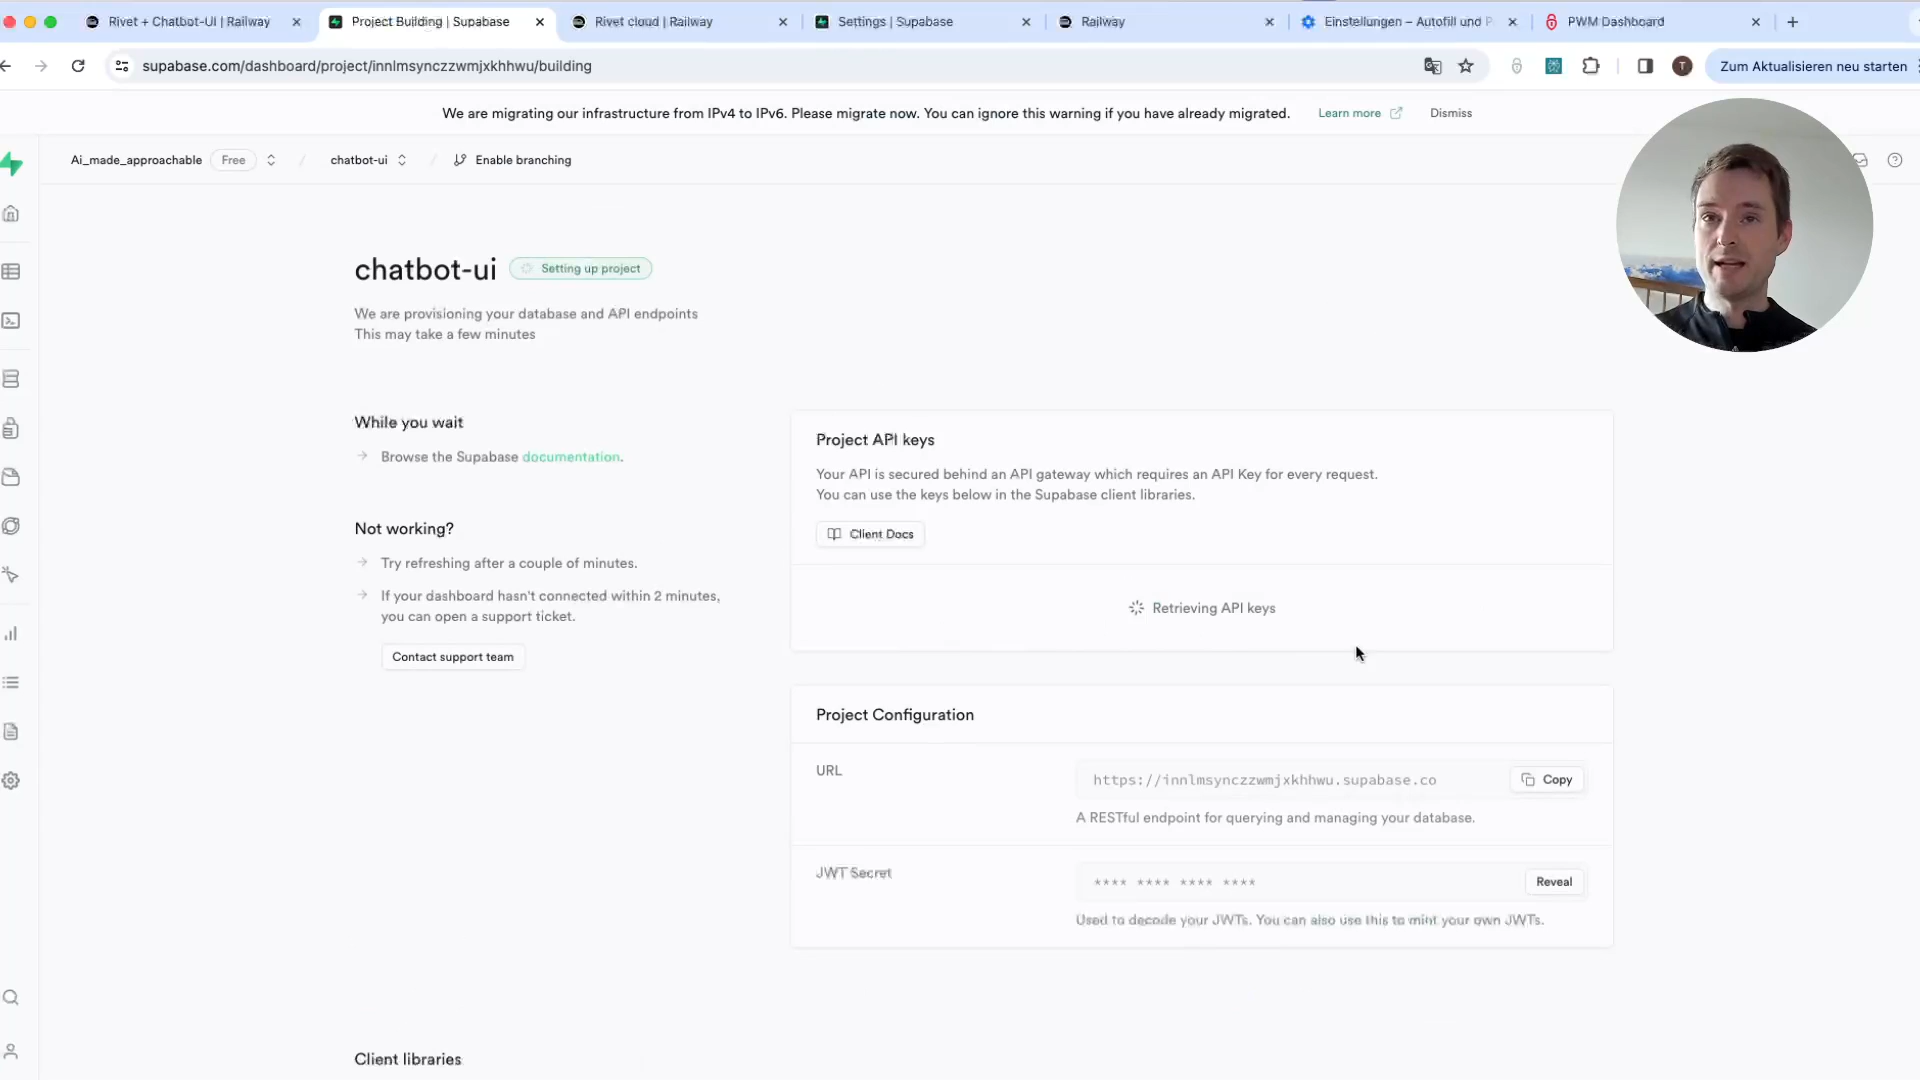 Rivet + Chatbot-UI | Railway
Project Building | Supabase
Rivet cloud | Railway
Settings | Supabase
Railway
Einstellungen – Autofill und P
PWM Dashboard
supabase.com/dashboard/project/innlmsynczzwmjxkhhwu/building
T
Zum Aktualisieren neu starten
We are migrating our infrastructure from IPv4 to IPv6. Please migrate now. You can ignore this warning if you have already migrated.
Learn more
Dismiss
Ai_made_approachable
Free
chatbot-ui
Enable branching
chatbot-ui
Setting up project
We are provisioning your database and API endpoints
This may take a few minutes
While you wait
Browse the Supabase documentation.
Not working?
Try refreshing after a couple of minutes.
If your dashboard hasn't connected within 2 minutes,
you can open a support ticket.
Contact support team
Project API keys
Your API is secured behind an API gateway which requires an API Key for every request.
You can use the keys below in the Supabase client libraries.
Client Docs
Retrieving API keys
Project Configuration
URL
https://innlmsynczzwmjxkhhwu.supabase.co
Copy
A RESTful endpoint for querying and managing your database.
JWT Secret
**** **** **** ****
Reveal
Used to decode your JWTs. You can also use this to mint your own JWTs.
Client libraries